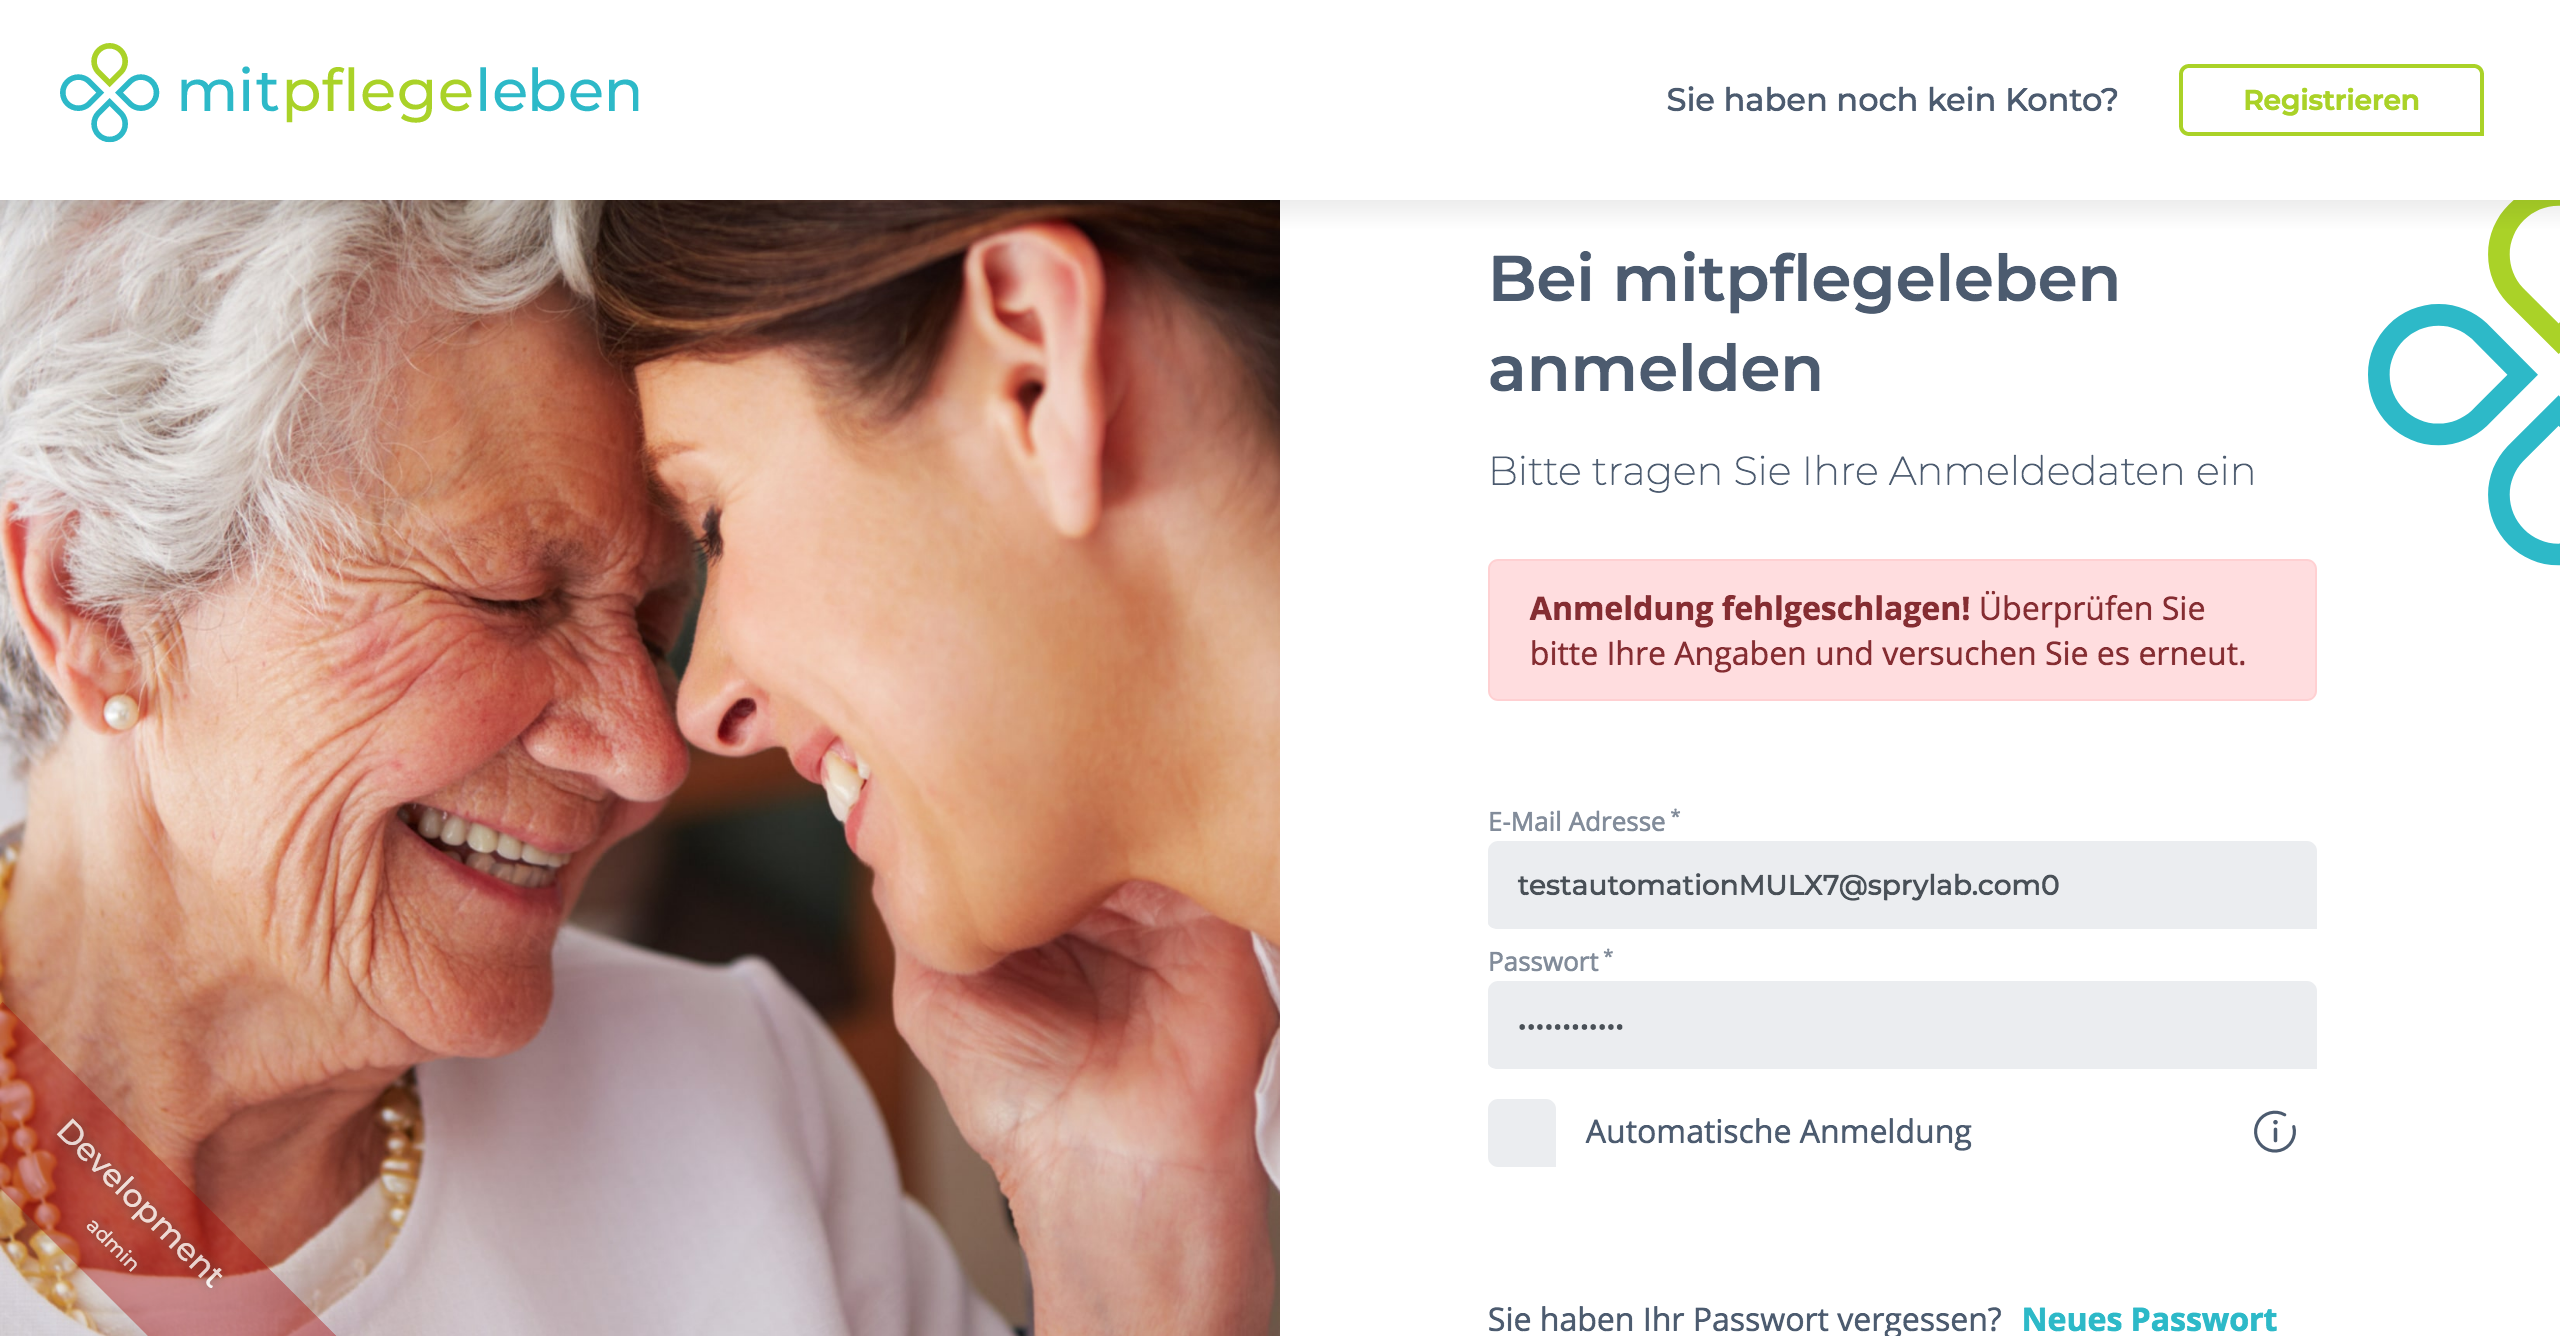 mitpflegeleben
Sie haben noch kein Konto?
Registrieren
Bei mitpflegeleben
anmelden
Bitte tragen Sie Ihre Anmeldedaten ein
Anmeldung fehlgeschlagen! Überprüfen Sie
bitte Ihre Angaben und versuchen Sie es erneut.
E-Mail Adresse *
testautomationMULX7@sprylab.com0
Passwort *
••••••••••••
Automatische Anmeldung
Sie haben Ihr Passwort vergessen? Neues Passwort
Development
admin